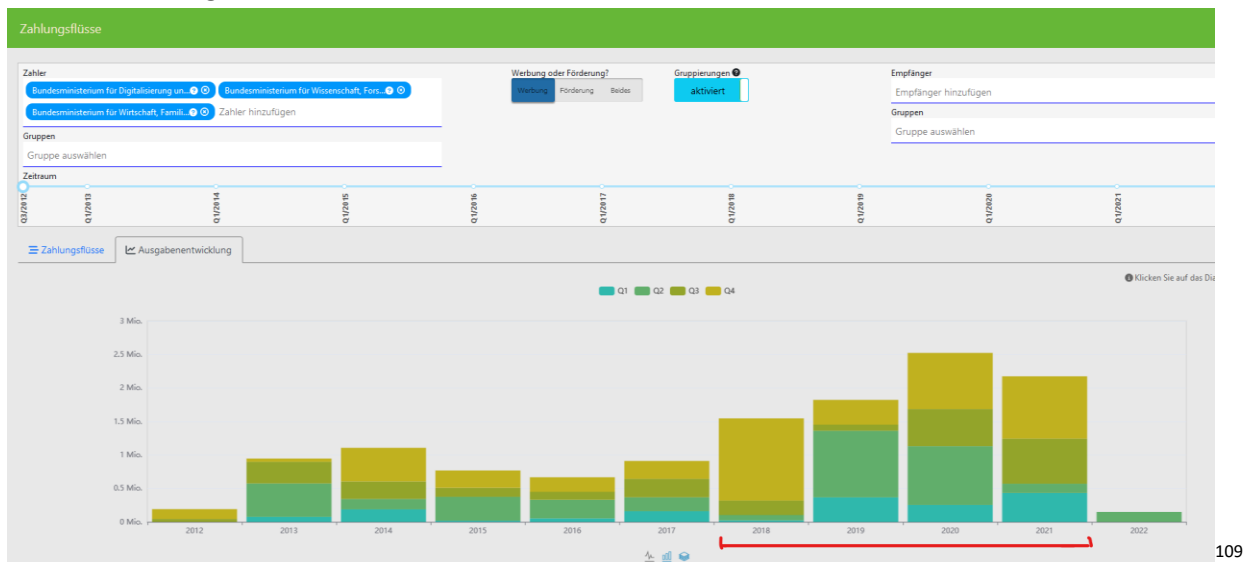 Zahlungsflüsse
Zahler
Bundesministerium für Digitalisierung un... Bundesministerium für Wissenschaft, Fors...
Bundesministerium für Wirtschaft, Famili... Zahler hinzufügen
Gruppen
Gruppe auswählen
Werbung oder Förderung?
Werbung Förderung Beides
Gruppierungen
aktiviert
Empfänger
Empfänger hinzufügen
Gruppen
Gruppe auswählen
Zeitraum
Q3/2012 Q1/2013 Q1/2014 Q1/2015 Q1/2016 Q1/2017 Q1/2018 Q1/2019 Q1/2020 Q1/2021
Zahlungsflüsse Ausgabenentwicklung
Klicken Sie auf das Dia
Q1 Q2 Q3 Q4
3 Mio.
2.5 Mio.
2 Mio.
1.5 Mio.
1 Mio.
0.5 Mio.
0 Mio.
2012 2013 2014 2015 2016 2017 2018 2019 2020 2021 2022
109